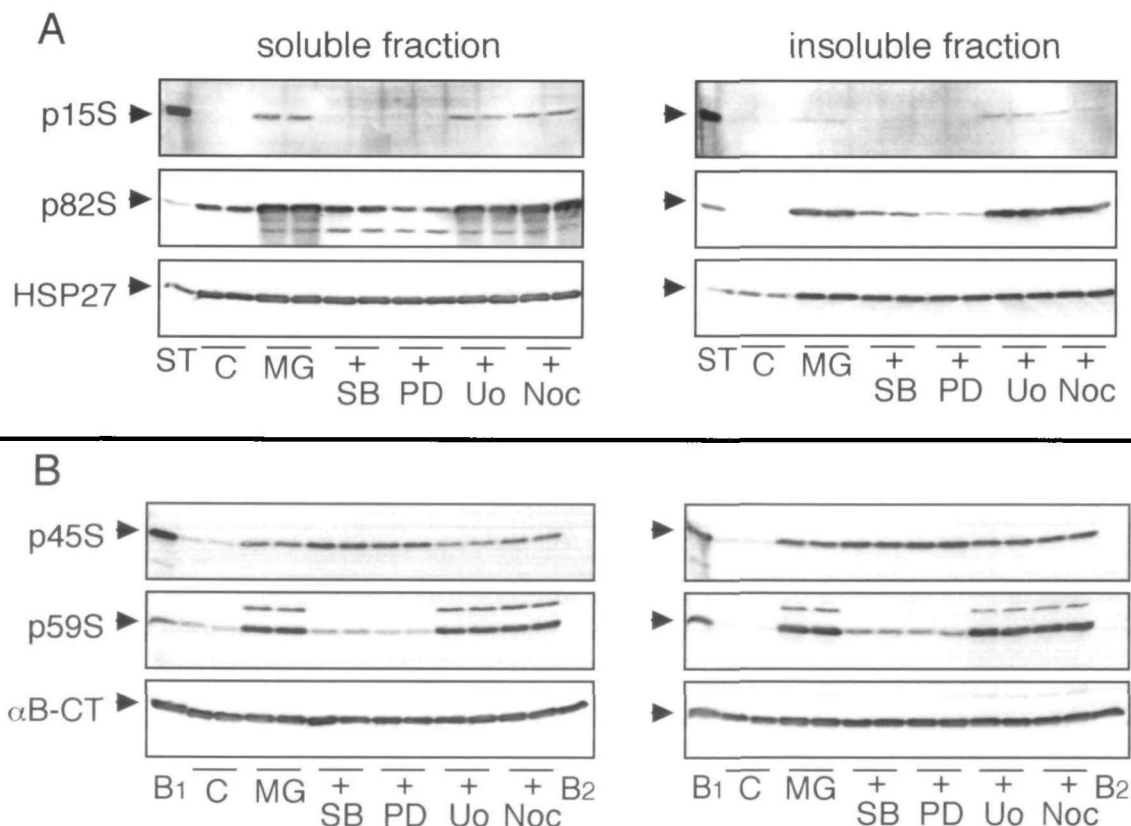 A
soluble fraction
insoluble fraction
p15S
p82S
HSP27
ST C MG + + + +
SB PD Uo Noc
ST C MG + + + +
SB PD Uo Noc
B
p45S
p59S
αB-CT
B1 C MG + + + + B2
SB PD Uo Noc
B1 C MG + + + + B2
SB PD Uo Noc